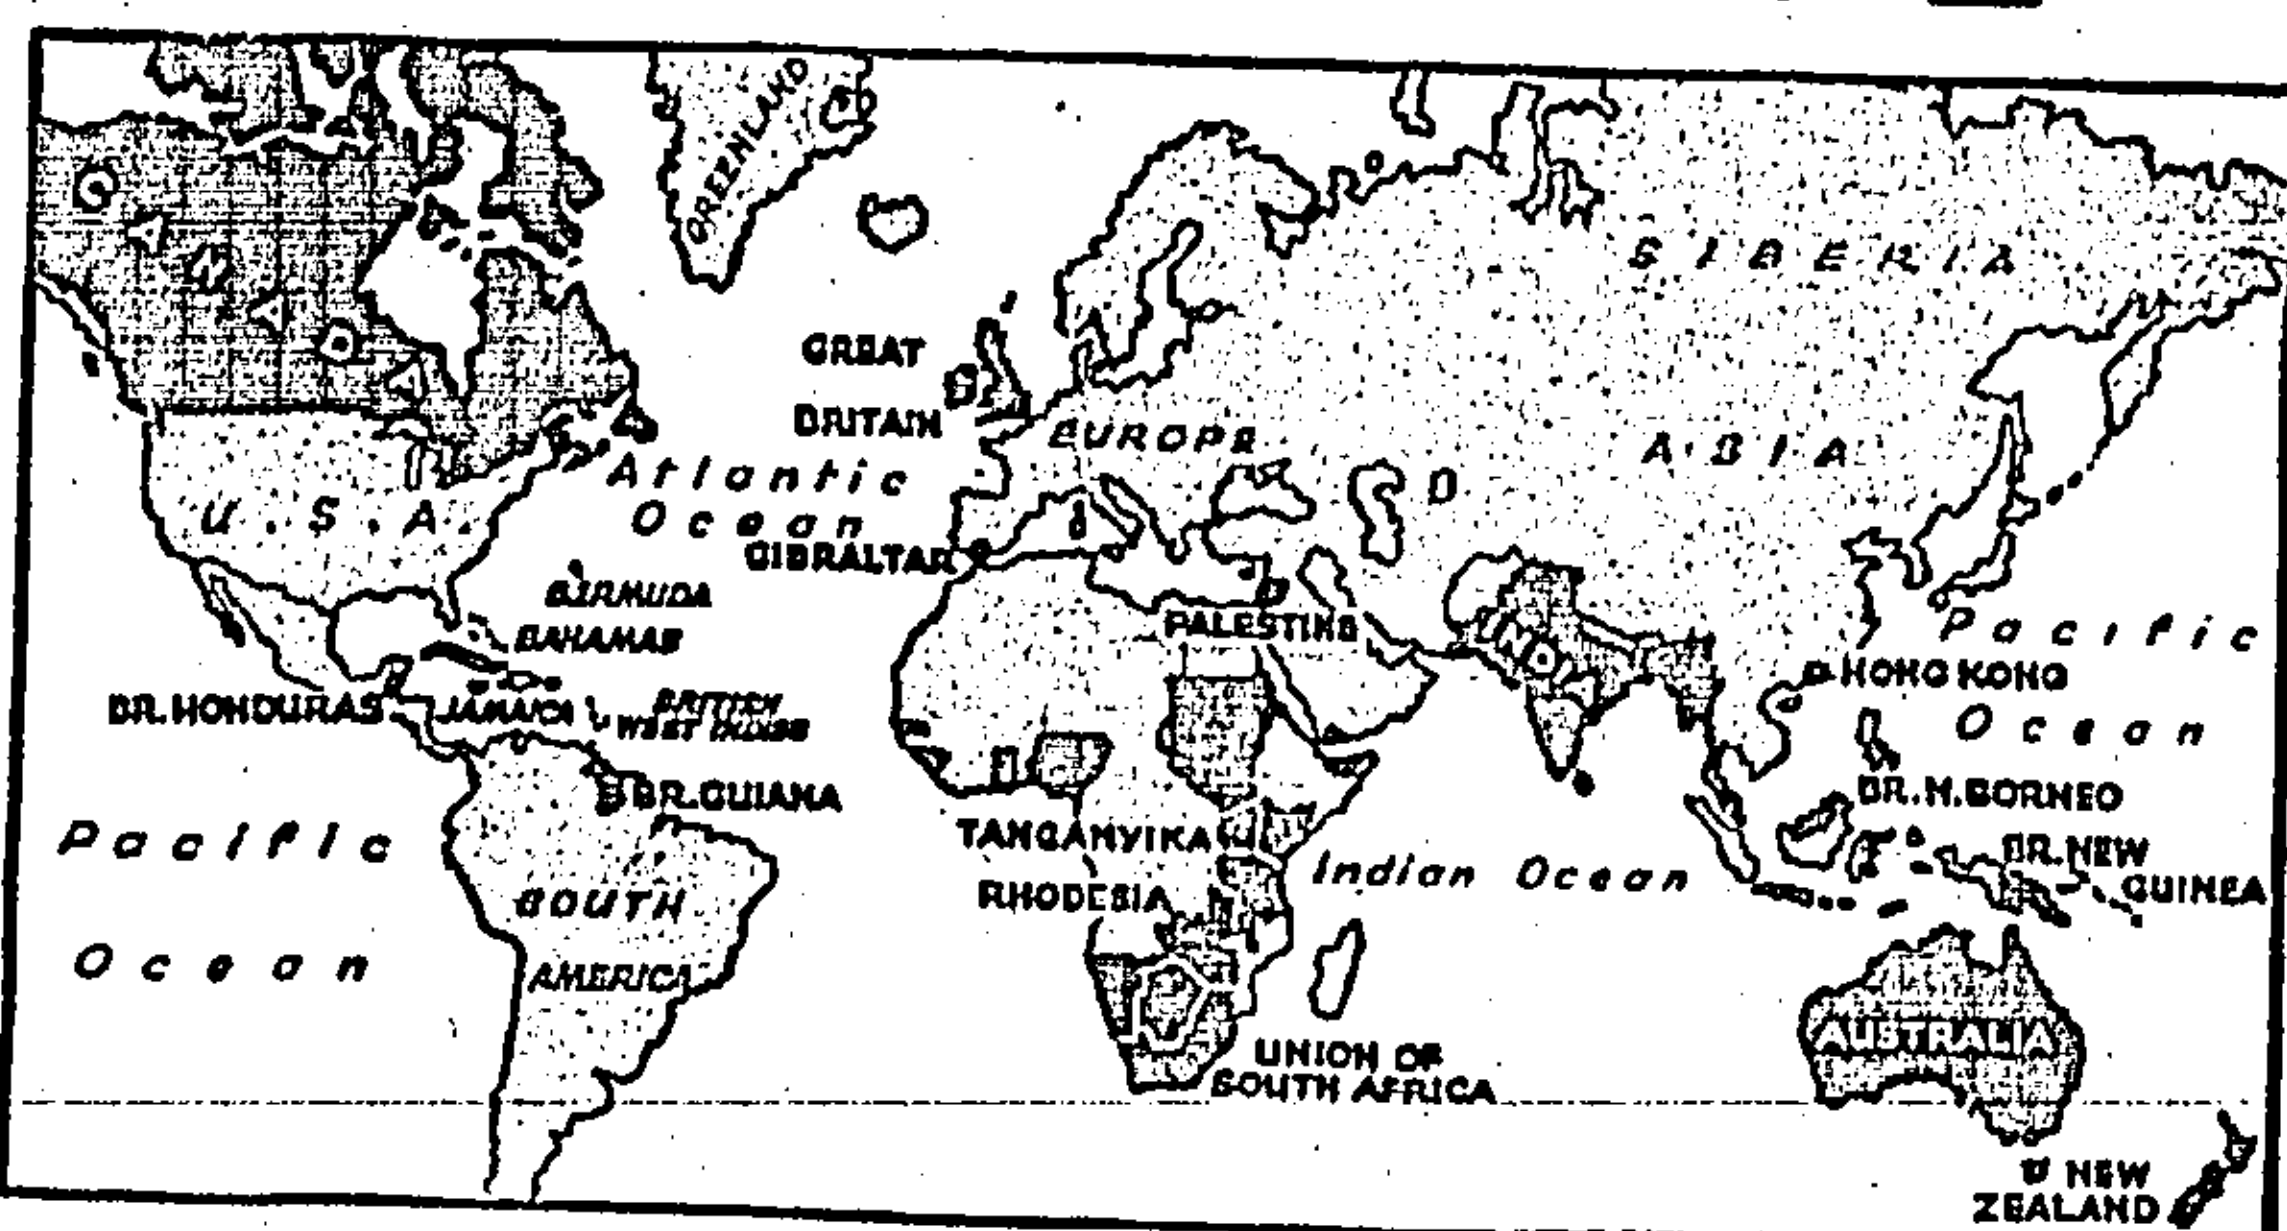 GREENLAND
CANADA
SIBERIA
GREAT
BRITAIN
EUROPE
ASIA
Atlantic
Ocean
U.S.A.
GIBRALTAR
BERMUDA
BAHAMAS
PALESTINE
INDIA
Pacific
Ocean
HONG KONG
BR. HONDURAS
JAMAICA
BRITISH
WEST INDIES
BR. GUIANA
BR. N. BORNEO
TANGANYIKA
Pacific
Ocean
Indian Ocean
BR. NEW
GUINEA
RHODESIA
SOUTH
AMERICA
AUSTRALIA
UNION OF
SOUTH AFRICA
NEW
ZEALAND